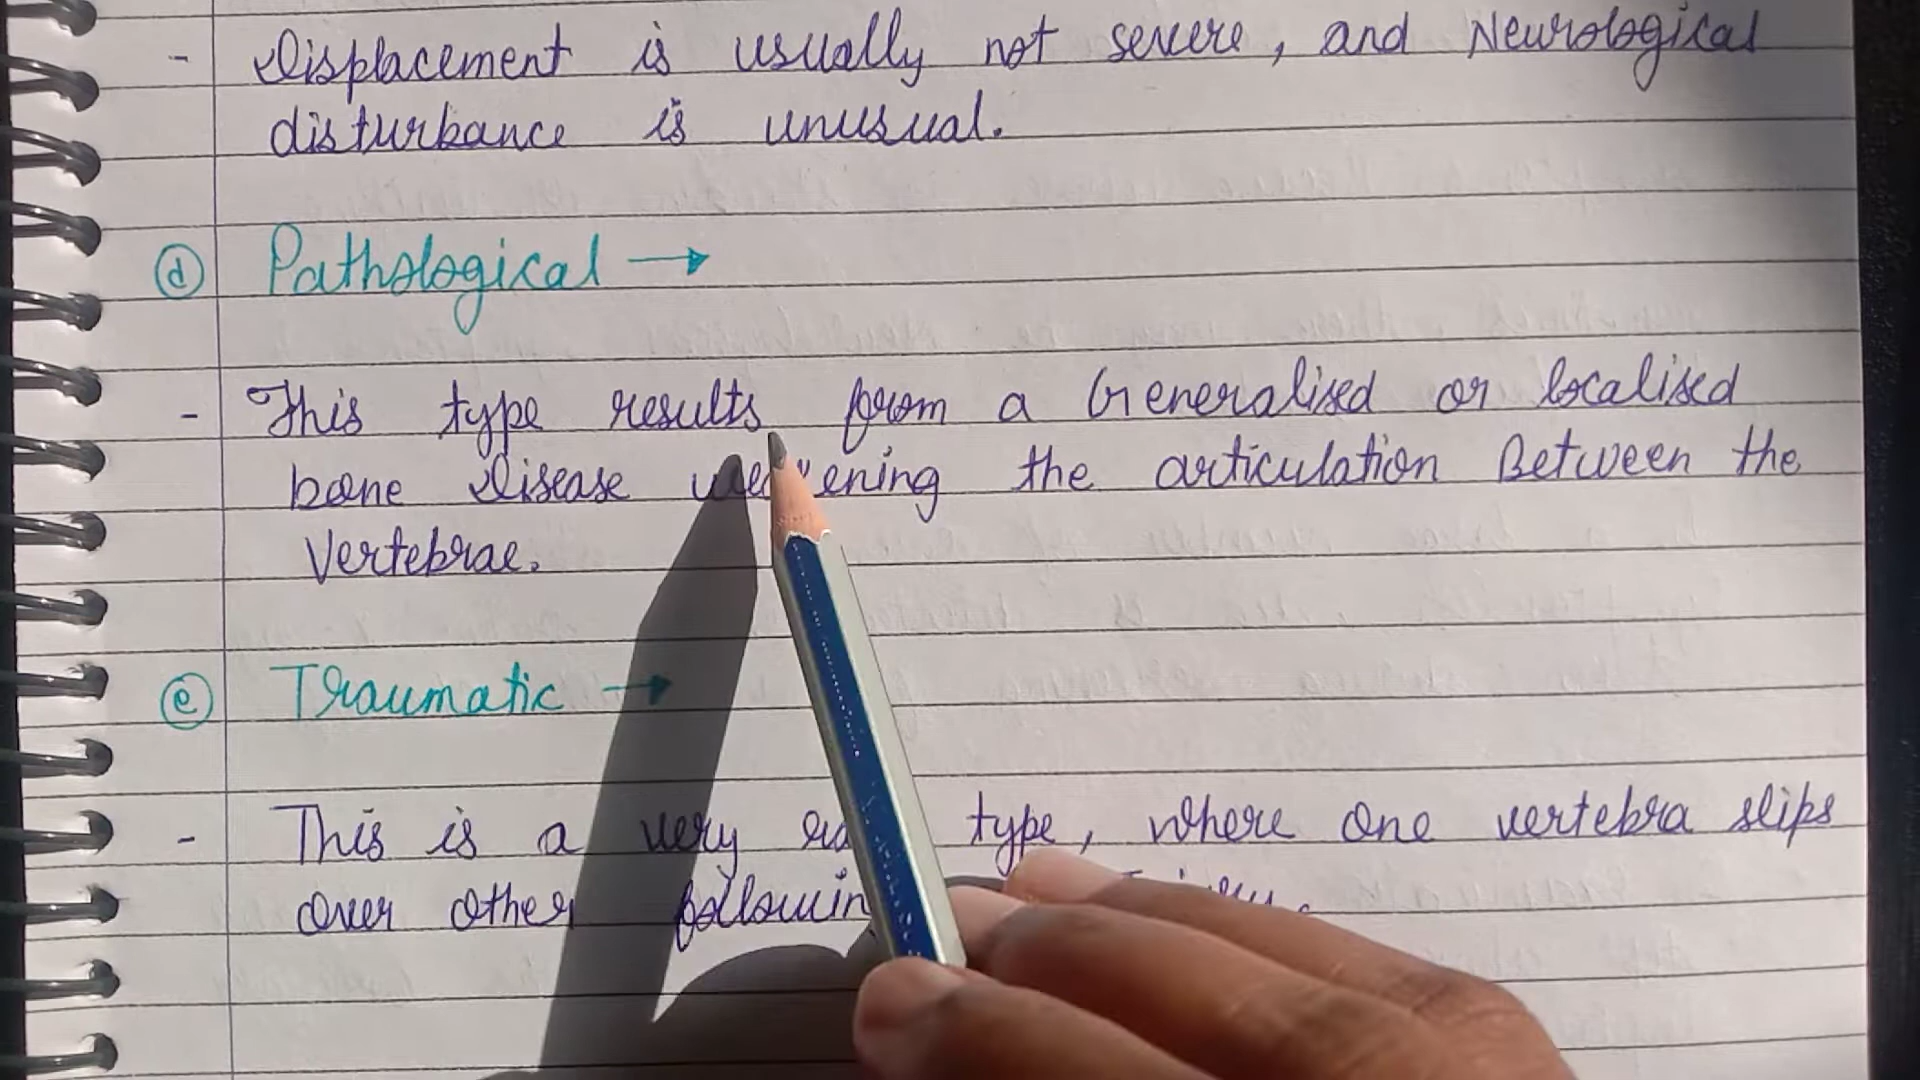 - Displacement is usually not severe, and Neurological
disturbance is unusual.
d Pathological →
- This type results from a Generalised or localised
bone Disease weakening the articulation Between the
Vertebrae.
e Traumatic →
- This is a very type, where one vertebra slips
over other